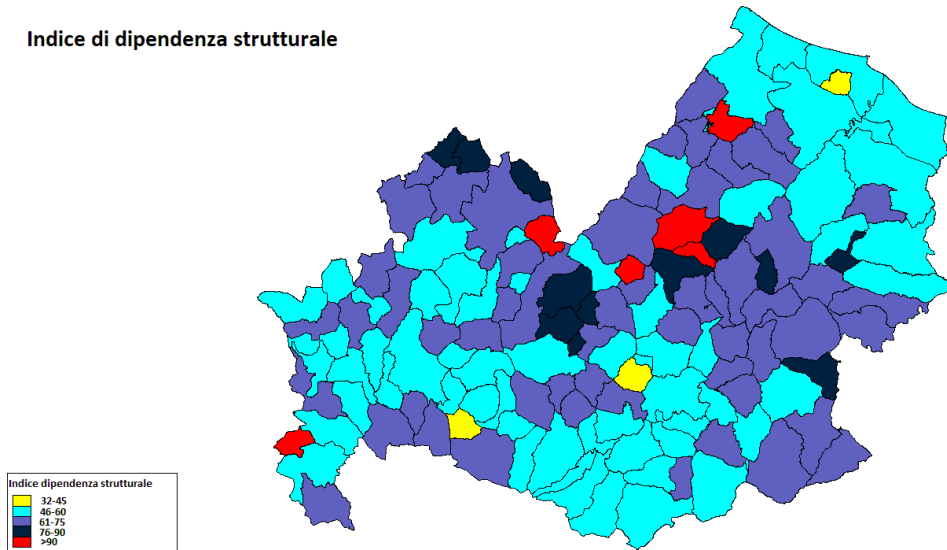 Indice di dipendenza strutturale
Indice dipendenza strutturale
32-45
46-60
61-75
76-90
>90